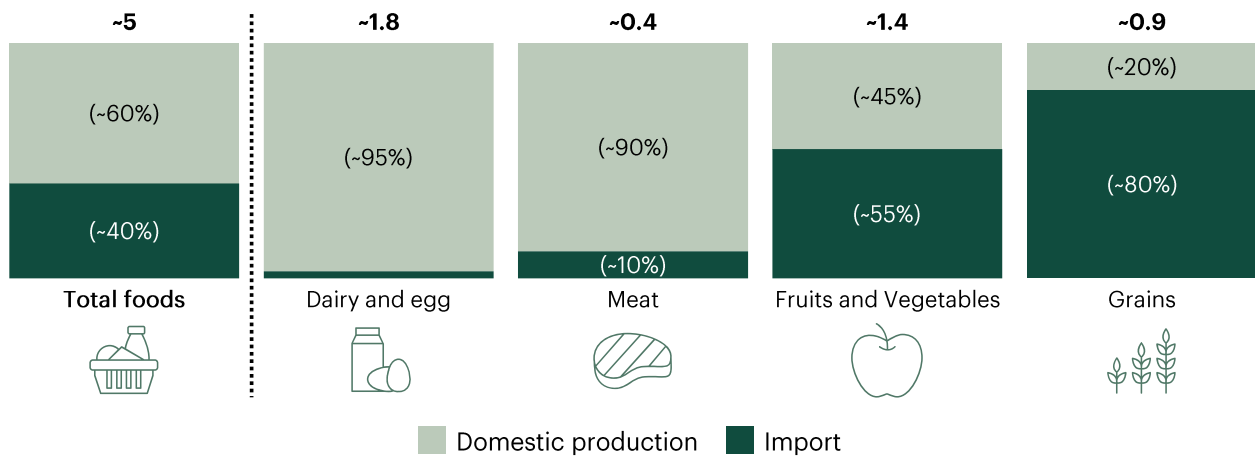 ~5
~1.8
~0.4
~1.4
~0.9
(~60%)
(~95%)
(~90%)
(~45%)
(~20%)
(~40%)
(~10%)
(~55%)
(~80%)
Total foods
Dairy and egg
Meat
Fruits and Vegetables
Grains
Domestic production
Import